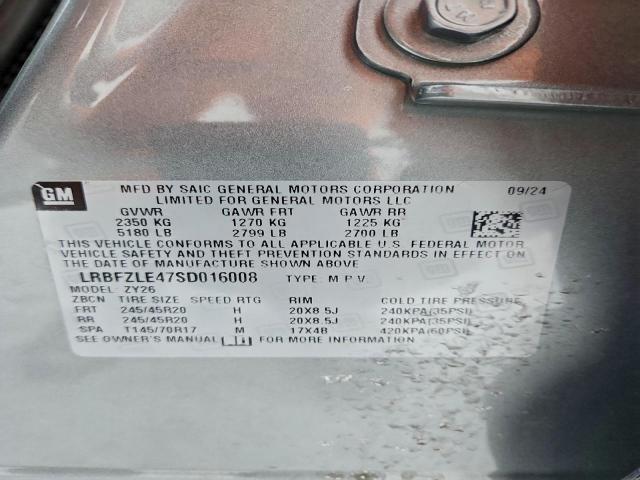 GM
MFD BY SAIC GENERAL MOTORS CORPORATION 09/24
LIMITED FOR GENERAL MOTORS LLC
GVWR GAWR FRT GAWR RR
2350 KG 1270 KG 1225 KG
5180 LB 2799 LB 2700 LB
THIS VEHICLE CONFORMS TO ALL APPLICABLE U.S. FEDERAL MOTOR
VEHICLE SAFETY AND THEFT PREVENTION STANDARDS IN EFFECT ON
THE DATE OF MANUFACTURE SHOWN ABOVE
LRBFZLE47SD016008 TYPE: M P V
MODEL: ZY26
ZBCN TIRE SIZE SPEED RTG RIM COLD TIRE PRESSURE
FRT 245/45R20 H 20X8.5J 240KPA(35PSI)
RR 245/45R20 H 20X8.5J 240KPA(35PSI)
SPA T145/70R17 M 17X4B 420KPA(60PSI)
SEE OWNER'S MANUAL FOR MORE INFORMATION